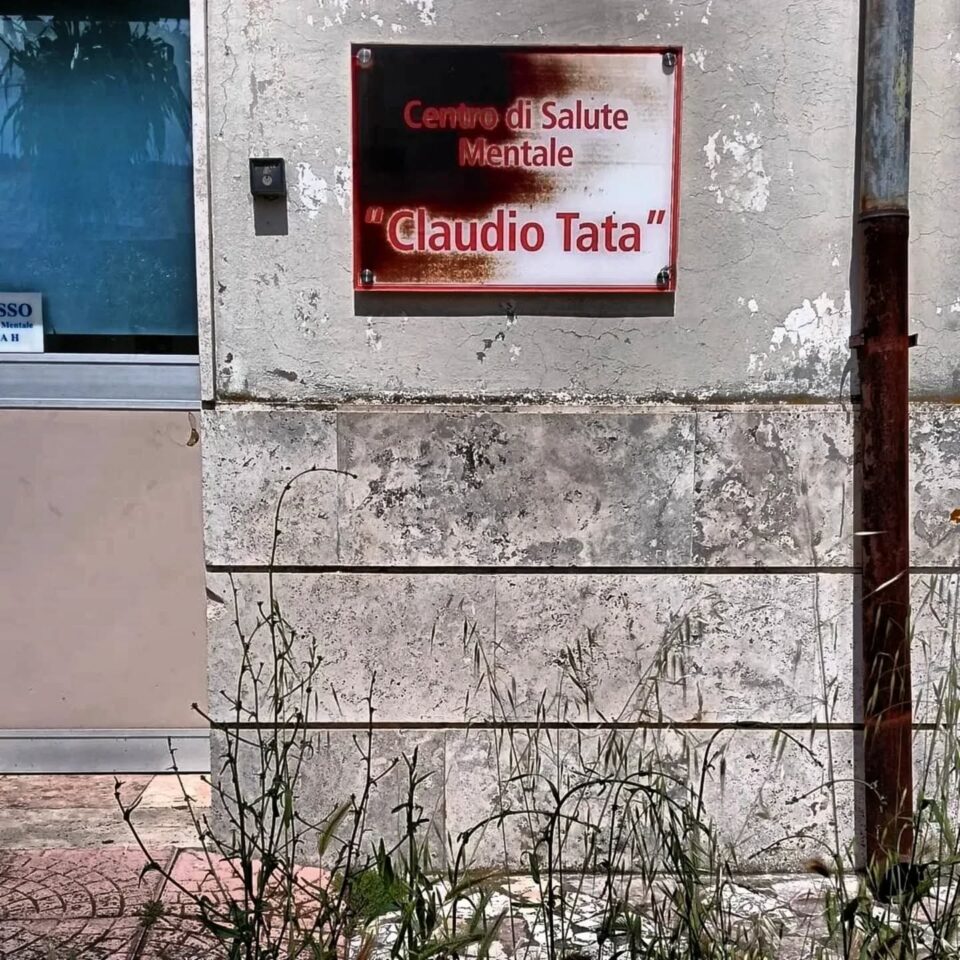 Centro di Salute
Mentale
"Claudio Tata"
SSO
Mentale
A H